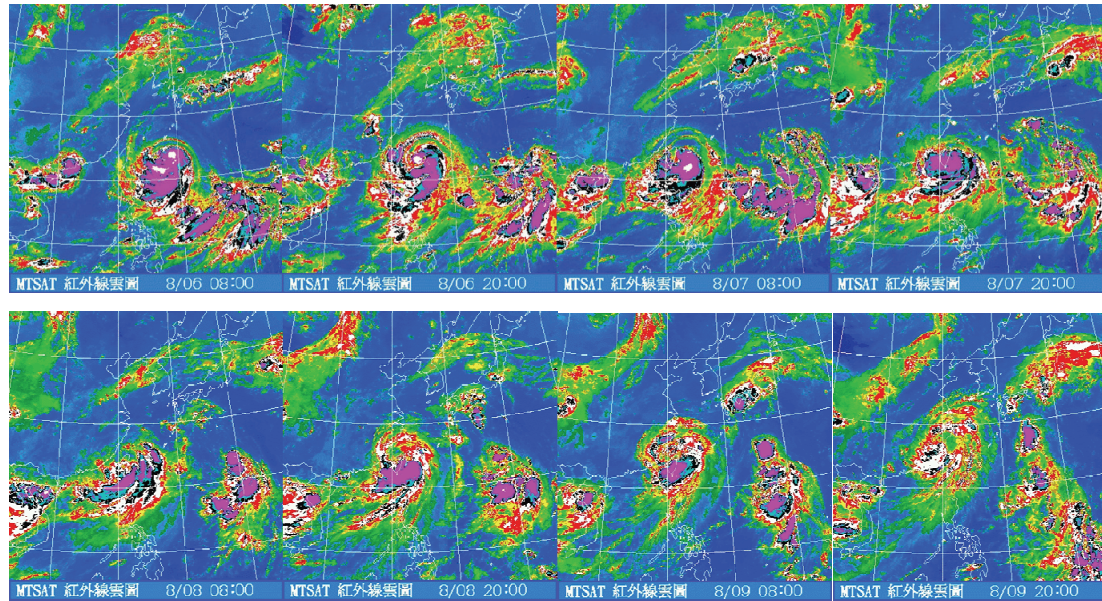 MTSAT 紅外線雲圖 8/06 08:00
MTSAT 紅外線雲圖 8/06 20:00
MTSAT 紅外線雲圖 8/07 08:00
MTSAT 紅外線雲圖 8/07 20:00
MTSAT 紅外線雲圖 8/08 08:00
MTSAT 紅外線雲圖 8/08 20:00
MTSAT 紅外線雲圖 8/09 08:00
MTSAT 紅外線雲圖 8/09 20:00